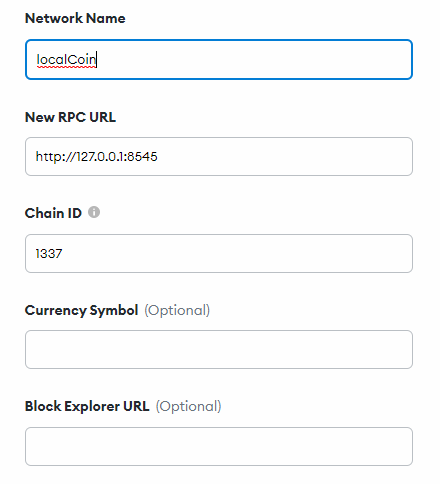 Network Name
localCoin
New RPC URL
http://127.0.0.1:8545
Chain ID
1337
Currency Symbol (Optional)
Block Explorer URL (Optional)